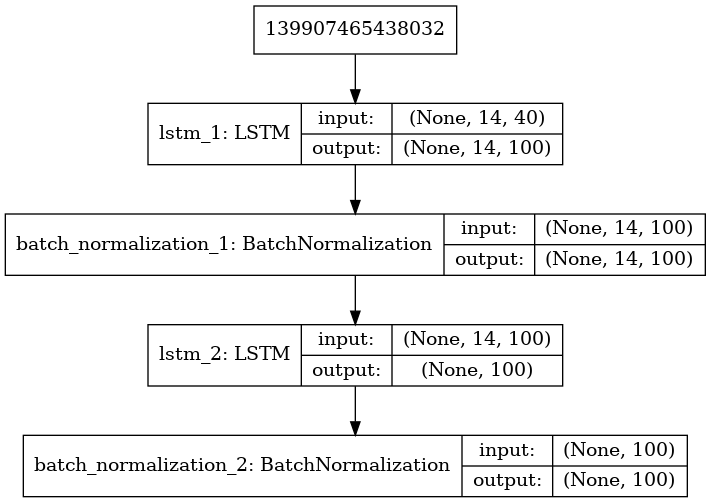 139907465438032
lstm_1: LSTM
input:
(None, 14, 40)
output:
(None, 14, 100)
batch_normalization_1: BatchNormalization
input:
(None, 14, 100)
output:
(None, 14, 100)
lstm_2: LSTM
input:
(None, 14, 100)
output:
(None, 100)
batch_normalization_2: BatchNormalization
input:
(None, 100)
output:
(None, 100)